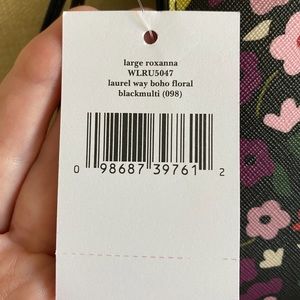 large roxanna
WLRU5047
laurel way boho floral
blackmulti (098)
0 98687 39761 2